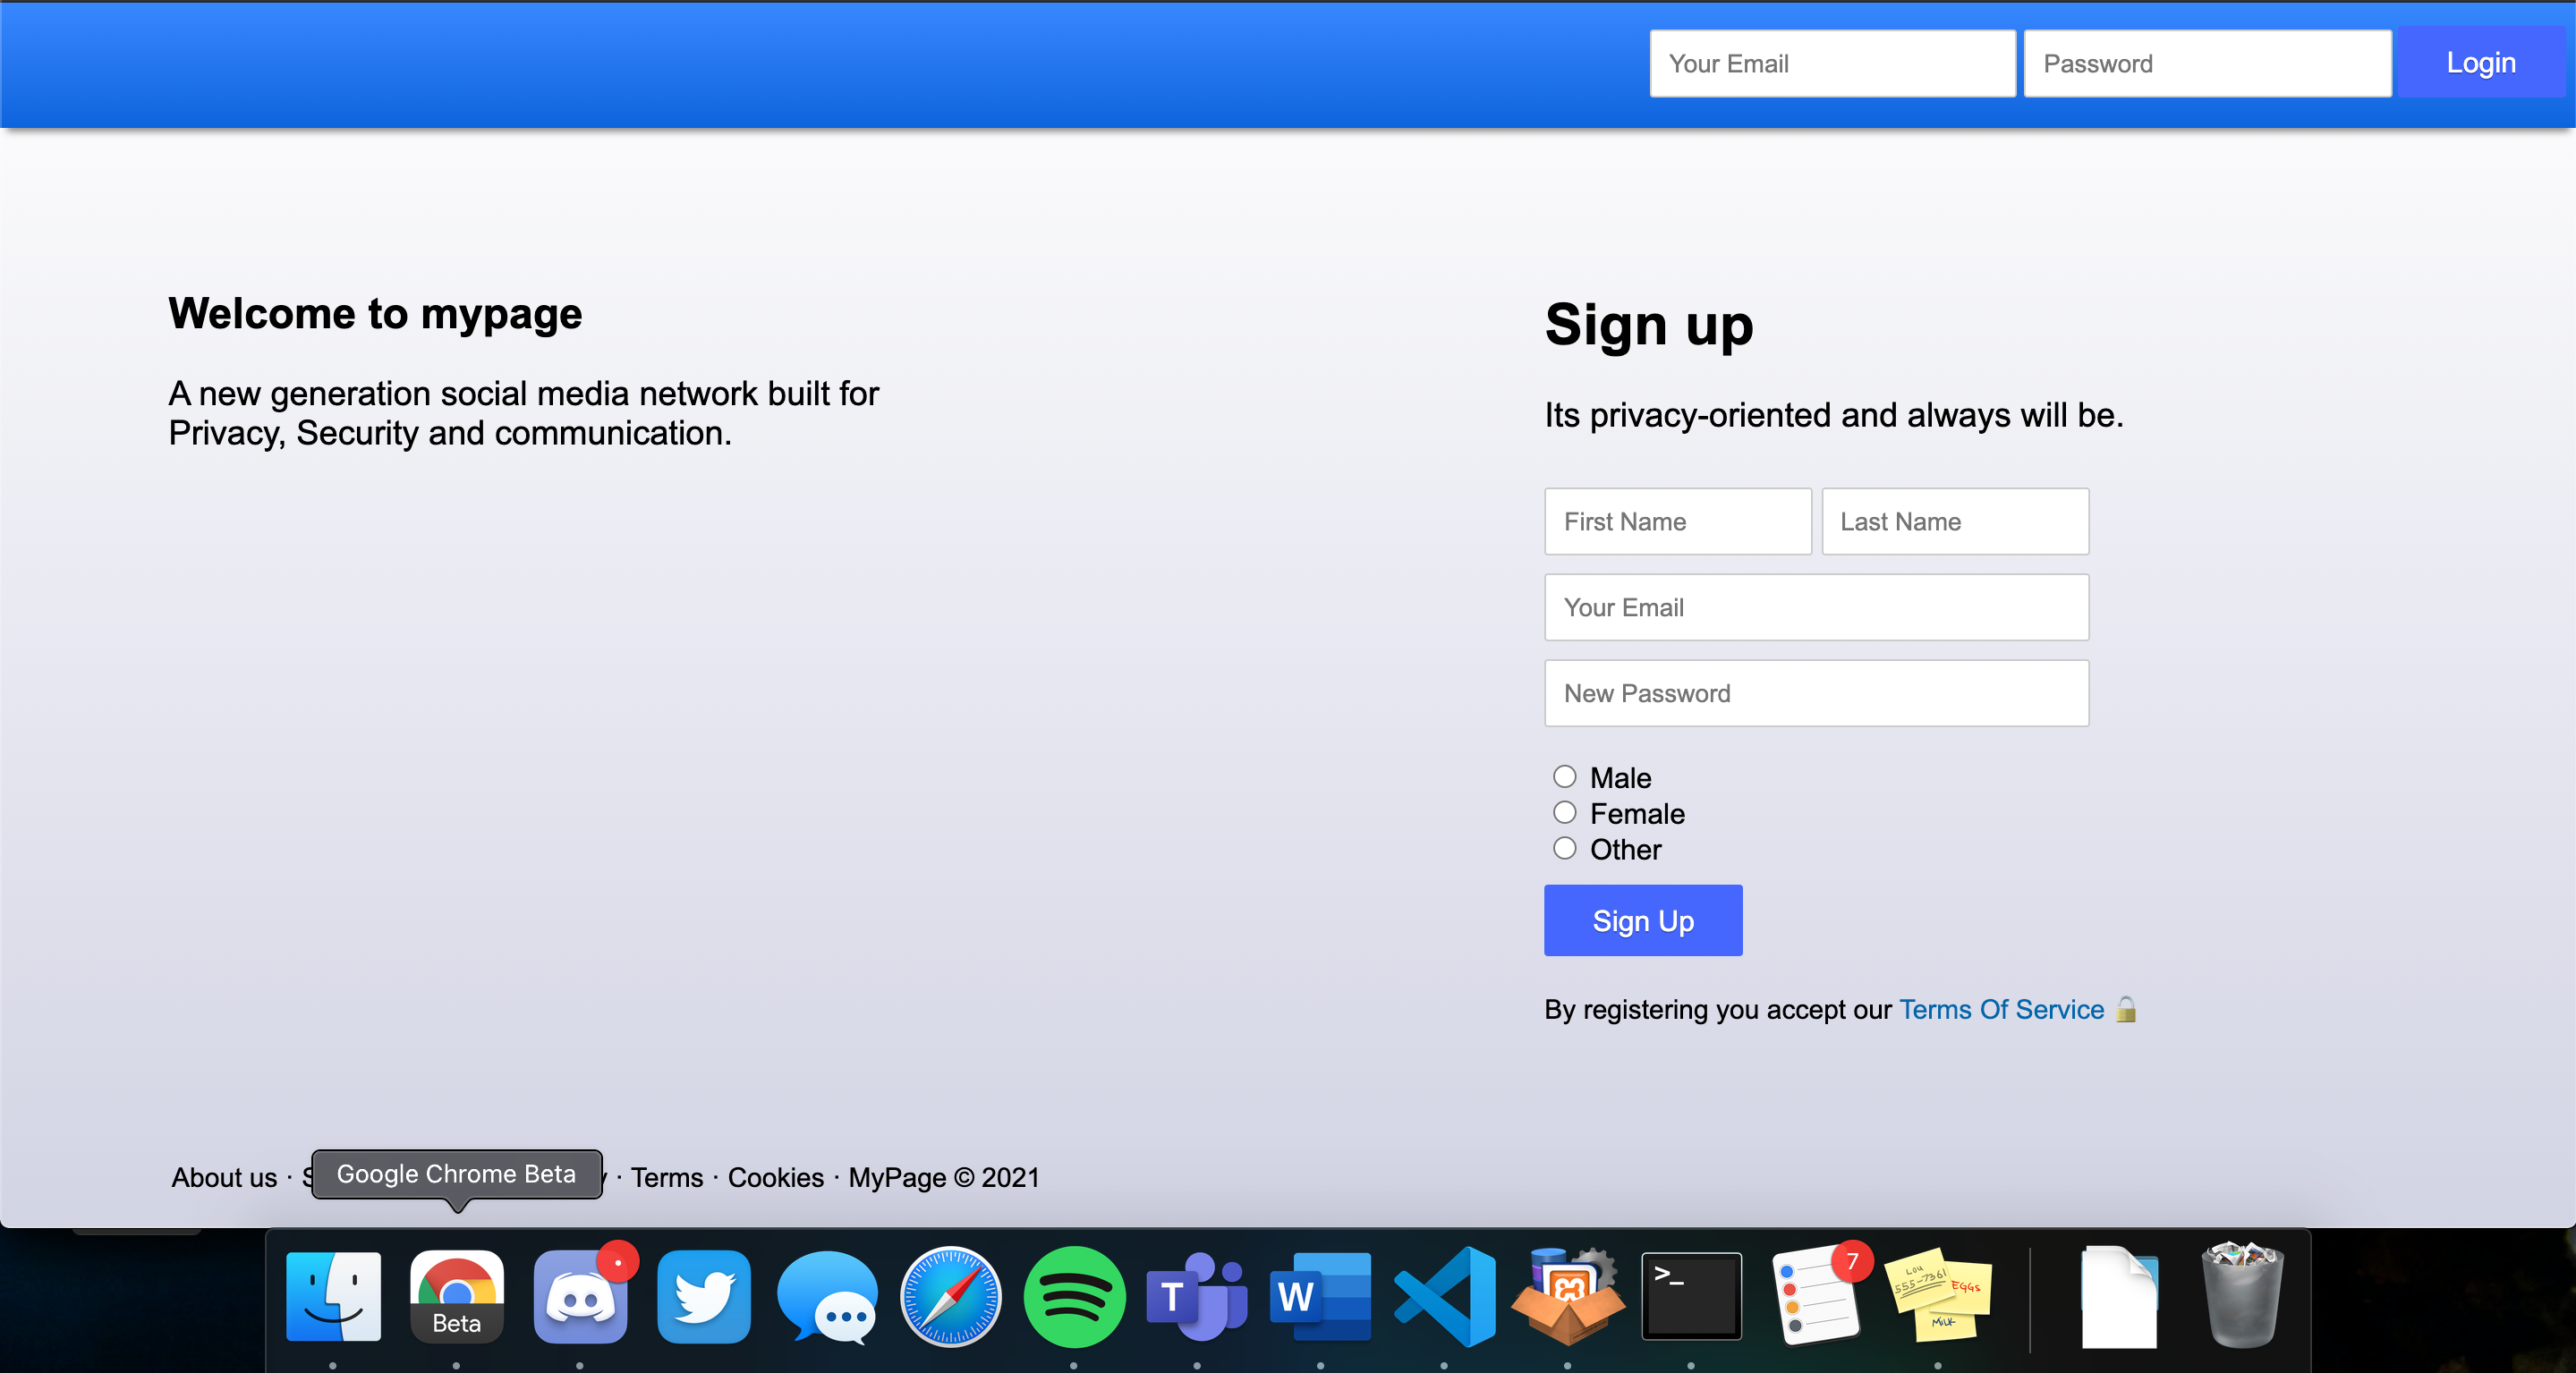 Your Email Password Login
Welcome to mypage
A new generation social media network built for
Privacy, Security and communication.
Sign up
Its privacy-oriented and always will be.
First Name Last Name
Your Email
New Password
Male
Female
Other
Sign Up
By registering you accept our Terms Of Service 🔓
About us · · Terms · Cookies · MyPage © 2021
Google Chrome Beta
Beta
T
W
>_
7
LOU
555-7361
EGGS
MILK